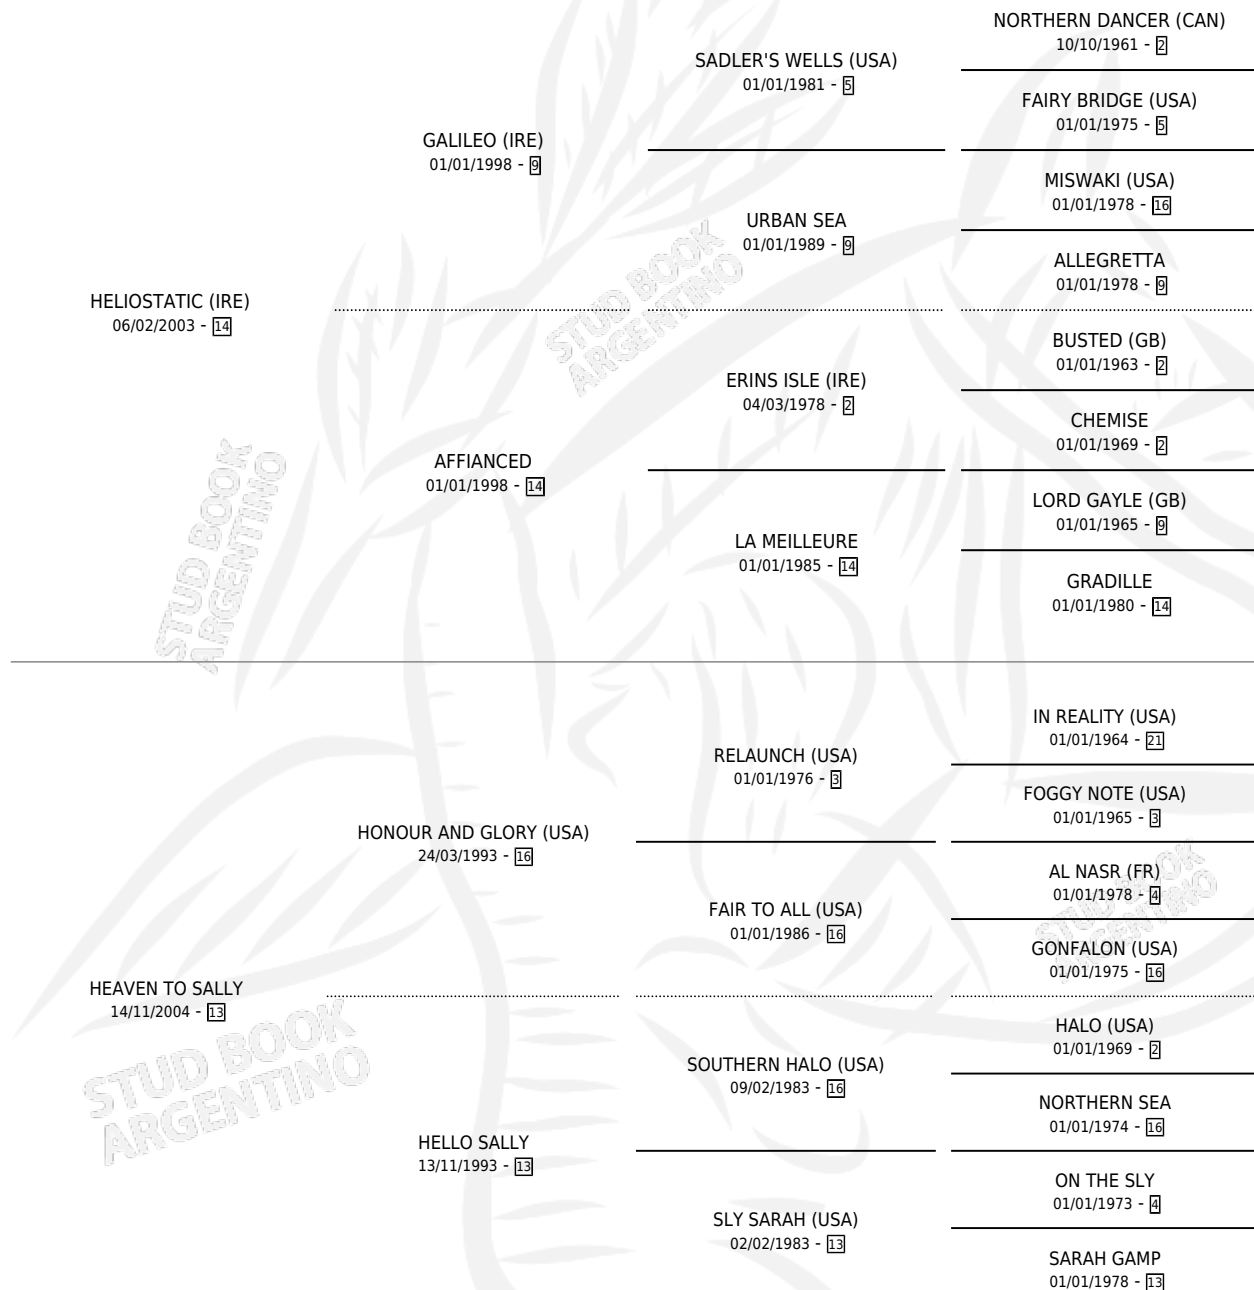 NORTHERN DANCER (CAN)
10/10/1961 - 2
SADLER'S WELLS (USA)
01/01/1981 - 5
FAIRY BRIDGE (USA)
01/01/1975 - 5
GALILEO (IRE)
01/01/1998 - 9
MISWAKI (USA)
01/01/1978 - 16
URBAN SEA
01/01/1989 - 9
ALLEGRETTA
01/01/1978 - 9
HELIOSTATIC (IRE)
06/02/2003 - 14
BUSTED (GB)
01/01/1963 - 2
ERINS ISLE (IRE)
04/03/1978 - 2
CHEMISE
01/01/1969 - 2
AFFIANCED
01/01/1998 - 14
LORD GAYLE (GB)
01/01/1965 - 9
LA MEILLEURE
01/01/1985 - 14
GRADILLE
01/01/1980 - 14
STUD BOOK
ARGENTINO
STUD BOOK
ARGENTINO
IN REALITY (USA)
01/01/1964 - 21
RELAUNCH (USA)
01/01/1976 - 3
FOGGY NOTE (USA)
01/01/1965 - 3
HONOUR AND GLORY (USA)
24/03/1993 - 16
AL NASR (FR)
01/01/1978 - 4
FAIR TO ALL (USA)
01/01/1986 - 16
GONFALON (USA)
01/01/1975 - 16
STUD BOOK
ARGENTINO
HEAVEN TO SALLY
14/11/2004 - 13
HALO (USA)
01/01/1969 - 2
SOUTHERN HALO (USA)
09/02/1983 - 16
NORTHERN SEA
01/01/1974 - 16
HELLO SALLY
13/11/1993 - 13
ON THE SLY
01/01/1973 - 4
SLY SARAH (USA)
02/02/1983 - 13
SARAH GAMP
01/01/1978 - 13
STUD BOOK
ARGENTINO